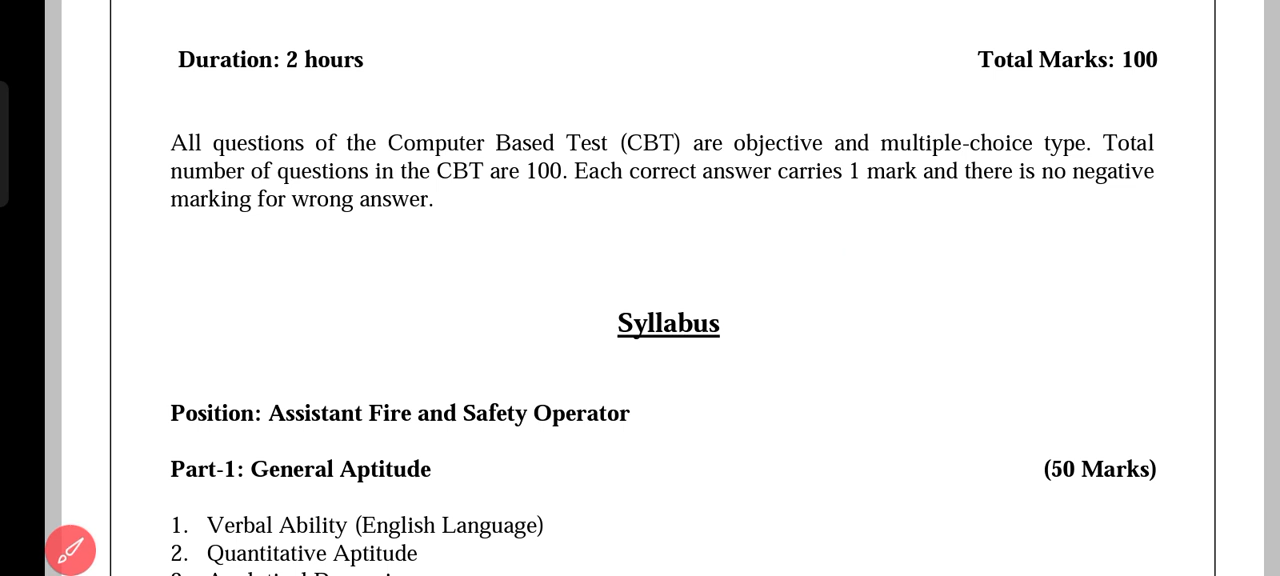 Duration: 2 hours Total Marks: 100
All questions of the Computer Based Test (CBT) are objective and multiple-choice type. Total
number of questions in the CBT are 100. Each correct answer carries 1 mark and there is no negative
marking for wrong answer.
Syllabus
Position: Assistant Fire and Safety Operator
Part-1: General Aptitude (50 Marks)
1. Verbal Ability (English Language)
2. Quantitative Aptitude